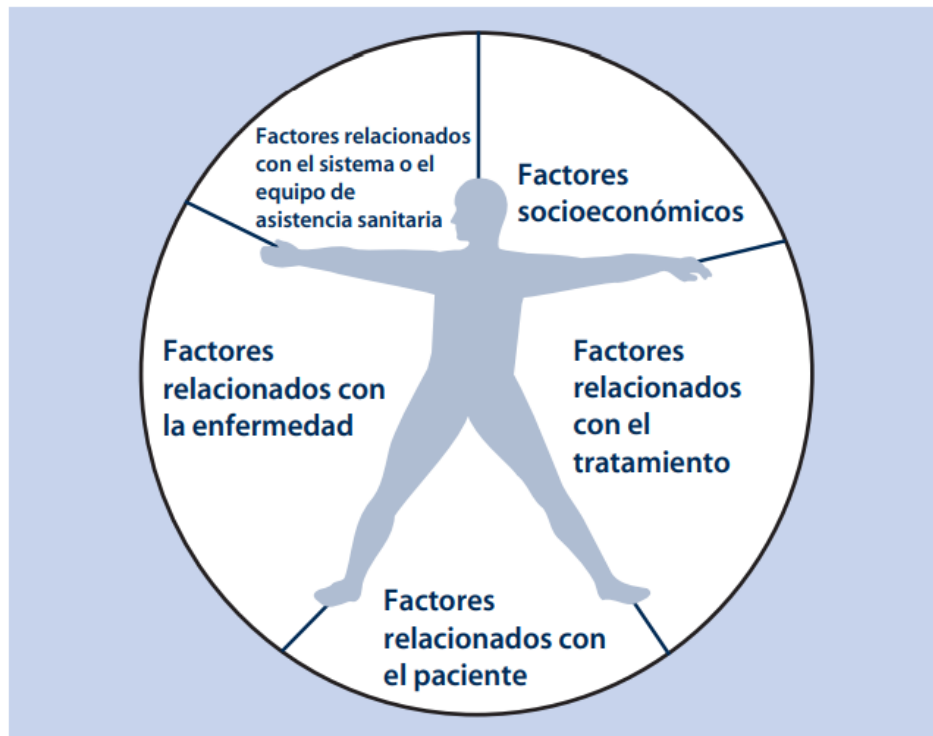 Factores relacionados
con el sistema o el
equipo de
asistencia sanitaria
Factores
socioeconómicos
Factores
relacionados con
la enfermedad
Factores
relacionados
con el
tratamiento
Factores
relacionados con
el paciente